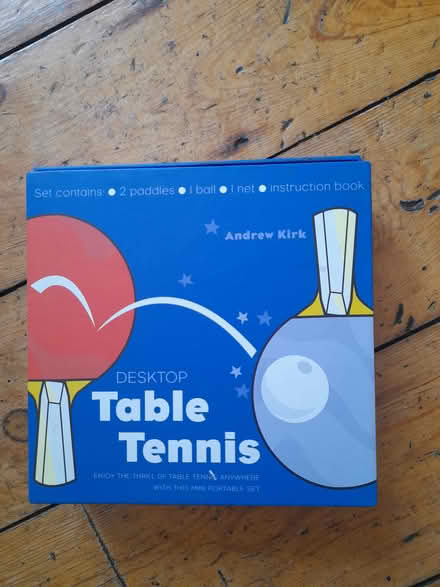 Set contains: ● 2 paddles ● 1 ball ● 1 net ● instruction book
Andrew Kirk
DESKTOP
Table
Tennis
ENJOY THE THRILL OF TABLE TENNIS ANYWHERE
WITH THIS MINI PORTABLE SET